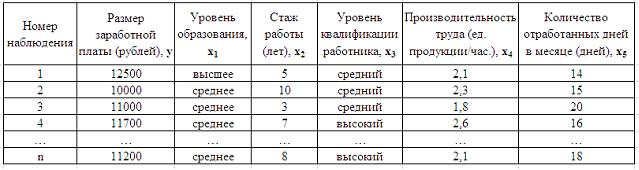 Номер наблюдения | Размер заработной платы (рублей), y | Уровень образования, x1 | Стаж работы (лет), x2 | Уровень квалификации работника, x3 | Производительность труда (ед. продукции/час.), x4 | Количество отработанных дней в месяце (дней), x5
1 | 12500 | высшее | 5 | средний | 2,1 | 14
2 | 10000 | среднее | 10 | средний | 2,3 | 15
3 | 11000 | среднее | 3 | средний | 1,8 | 20
4 | 11700 | среднее | 7 | высокий | 2,6 | 16
... | ... | ... | ... | ... | ... | ...
n | 11200 | среднее | 8 | высокий | 2,1 | 18